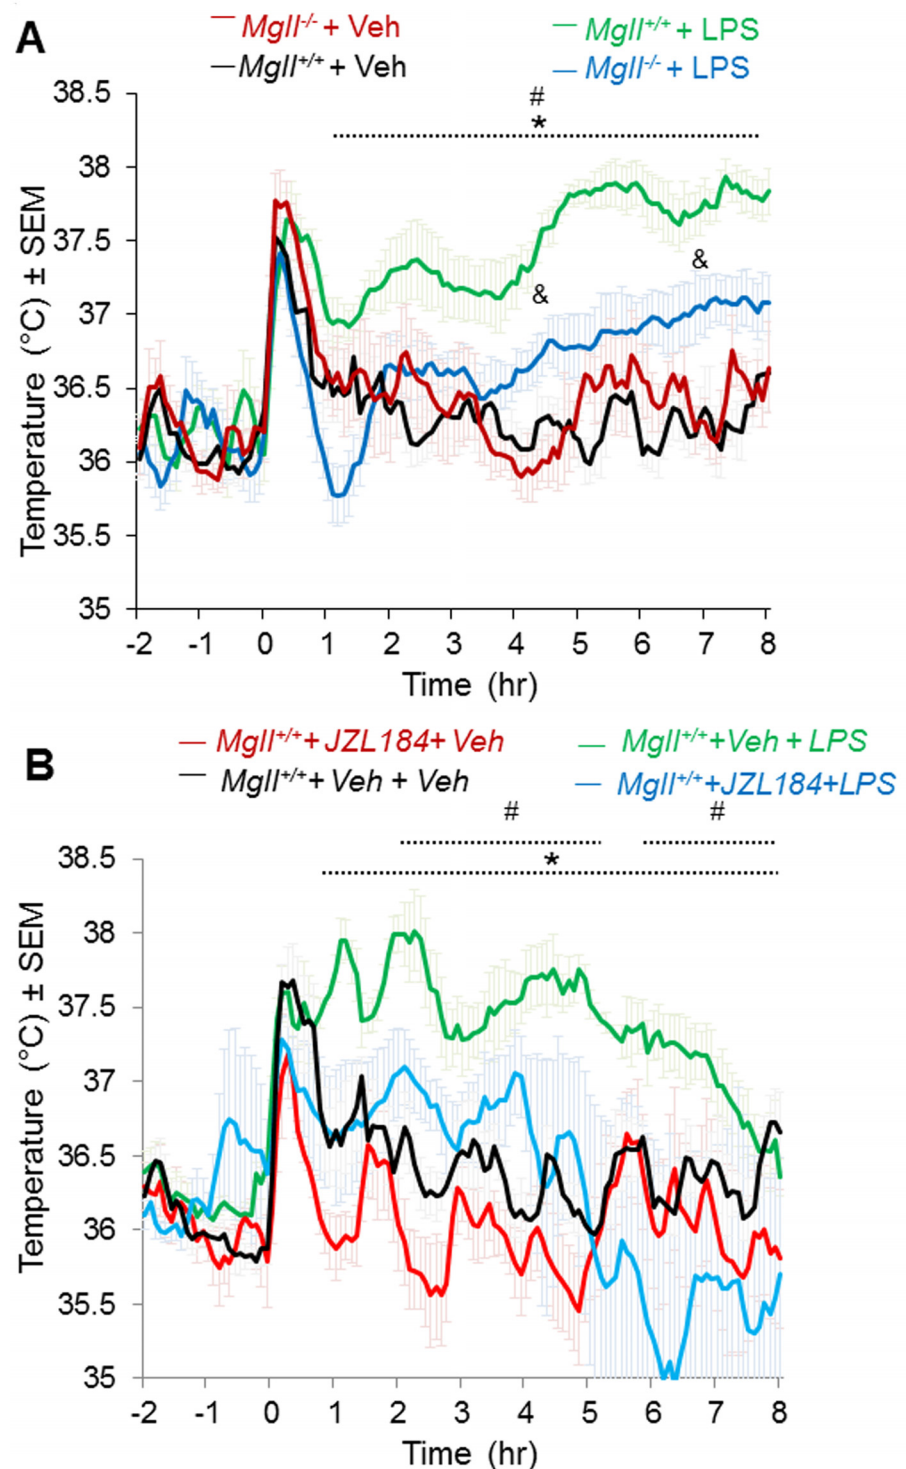 A
Mgll-/- + Veh
Mgll+/+ + LPS
Mgll+/+ + Veh
Mgll-/- + LPS
#
*
&
&
Temperature (°C) ± SEM
38.5
38
37.5
37
36.5
36
35.5
35
-2 -1 0 1 2 3 4 5 6 7 8
Time (hr)
B
Mgll+/+ + JZL184+ Veh
Mgll+/+ +Veh + LPS
Mgll+/+ + Veh + Veh
Mgll+/+ +JZL184+LPS
# #
*
Temperature (°C) ± SEM
38.5
38
37.5
37
36.5
36
35.5
35
-2 -1 0 1 2 3 4 5 6 7 8
Time (hr)